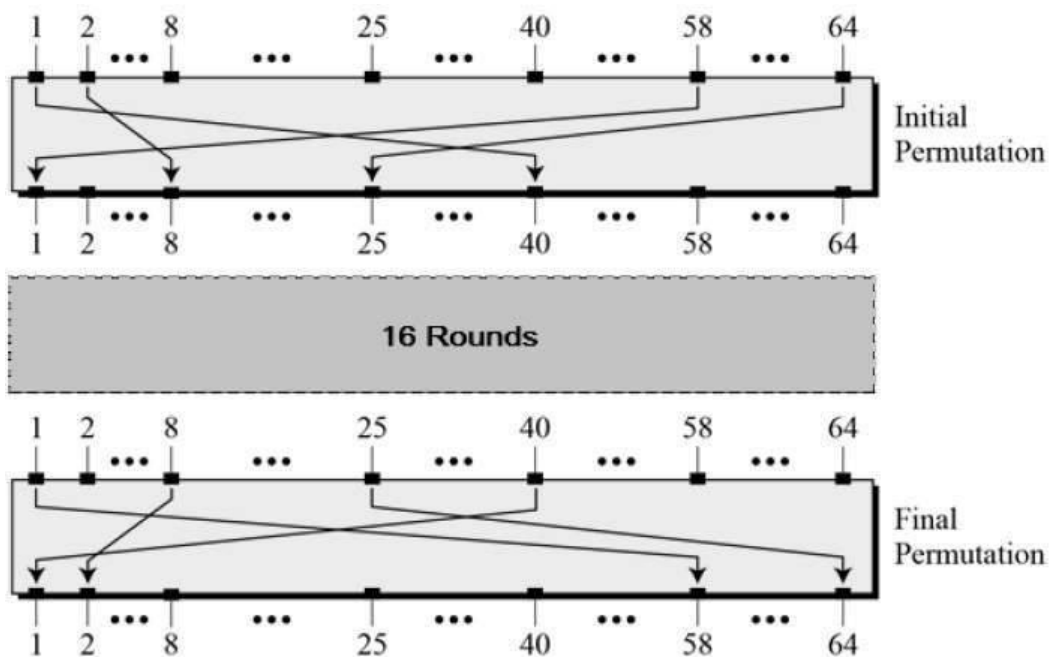 1 2 8 25 40 58 64
••• ••• ••• ••• •••
Initial
Permutation
••• ••• ••• ••• •••
1 2 8 25 40 58 64
16 Rounds
1 2 8 25 40 58 64
••• ••• ••• ••• •••
Final
Permutation
••• ••• ••• ••• •••
1 2 8 25 40 58 64